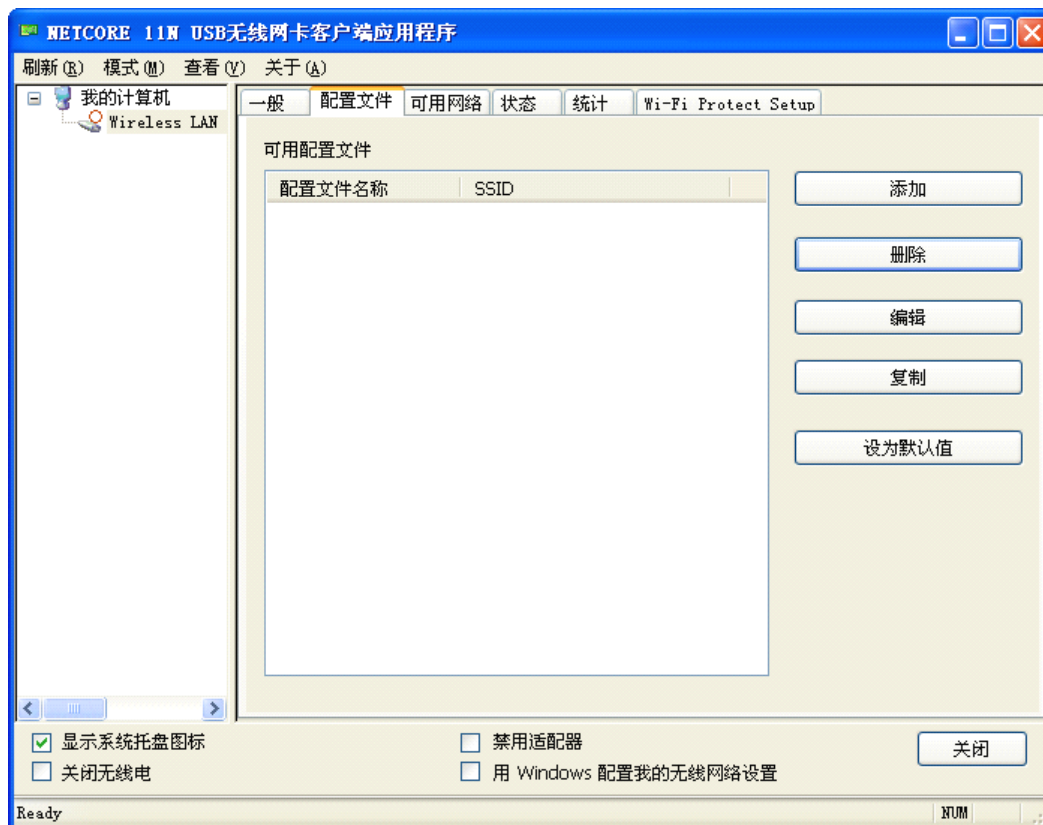 NETCORE 11N USB无线网卡客户端应用程序
刷新(R) 模式(M) 查看(V) 关于(A)
我的计算机
Wireless LAN
一般 配置文件 可用网络 状态 统计 Wi-Fi Protect Setup
可用配置文件
配置文件名称 SSID
添加
删除
编辑
复制
设为默认值
显示系统托盘图标 禁用适配器
关闭
关闭无线电 用 Windows 配置我的无线网络设置
Ready NUM